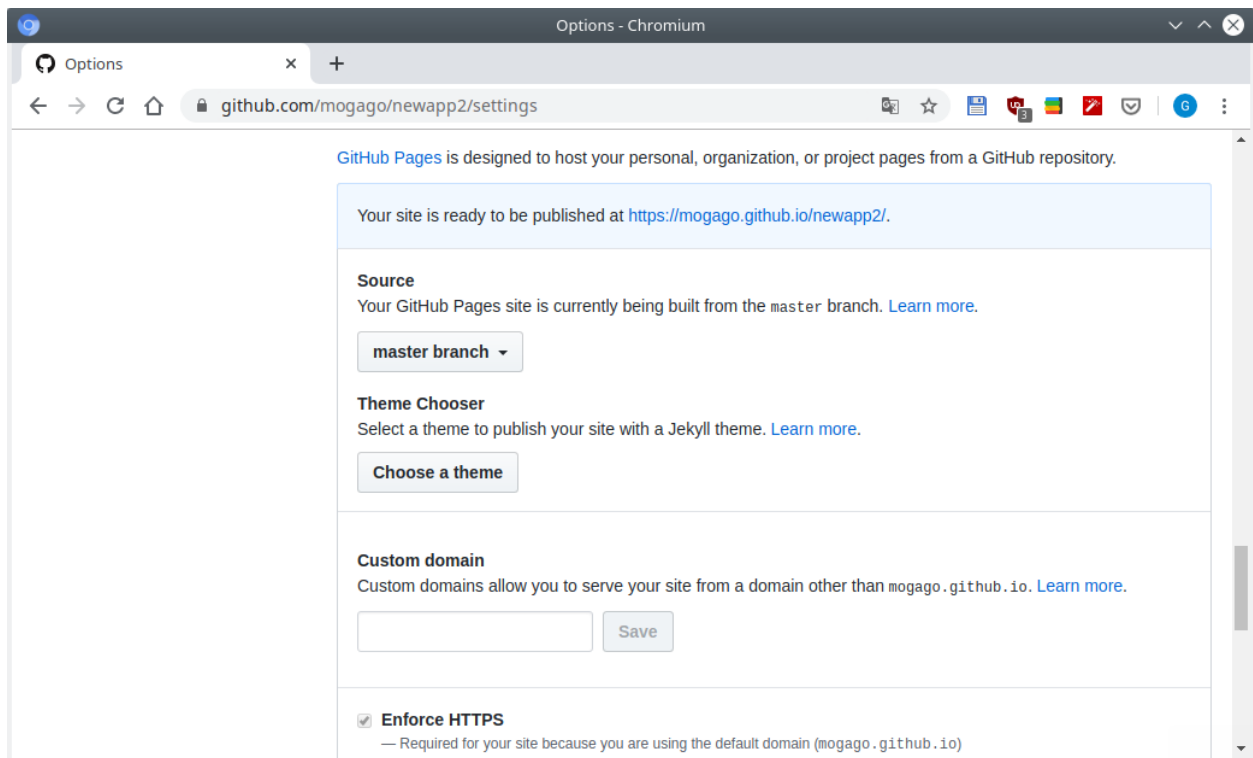 Options - Chromium
Options
github.com/mogago/newapp2/settings
3
G
GitHub Pages is designed to host your personal, organization, or project pages from a GitHub repository.
Your site is ready to be published at https://mogago.github.io/newapp2/.
Source
Your GitHub Pages site is currently being built from the master branch. Learn more.
master branch
Theme Chooser
Select a theme to publish your site with a Jekyll theme. Learn more.
Choose a theme
Custom domain
Custom domains allow you to serve your site from a domain other than mogago.github.io. Learn more.
Save
Enforce HTTPS
— Required for your site because you are using the default domain (mogago.github.io)